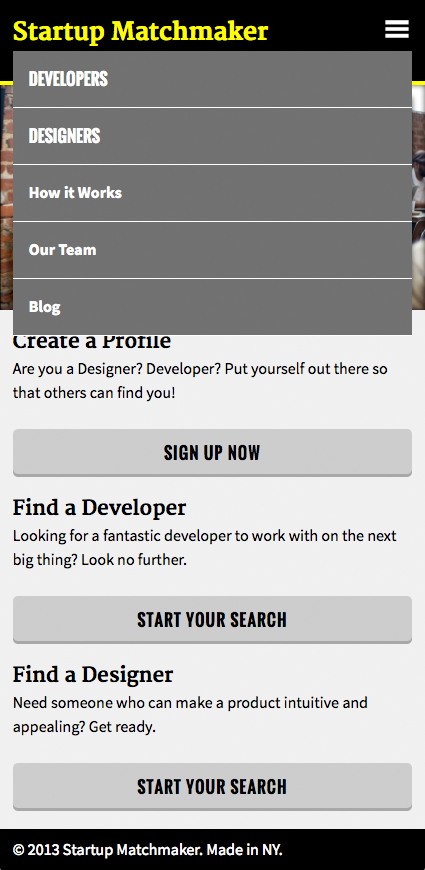 Startup Matchmaker
DEVELOPERS
DESIGNERS
How it Works
Our Team
Blog
Create a Profile
Are you a Designer? Developer? Put yourself out there so
that others can find you!
SIGN UP NOW
Find a Developer
Looking for a fantastic developer to work with on the next
big thing? Look no further.
START YOUR SEARCH
Find a Designer
Need someone who can make a product intuitive and
appealing? Get ready.
START YOUR SEARCH
© 2013 Startup Matchmaker. Made in NY.